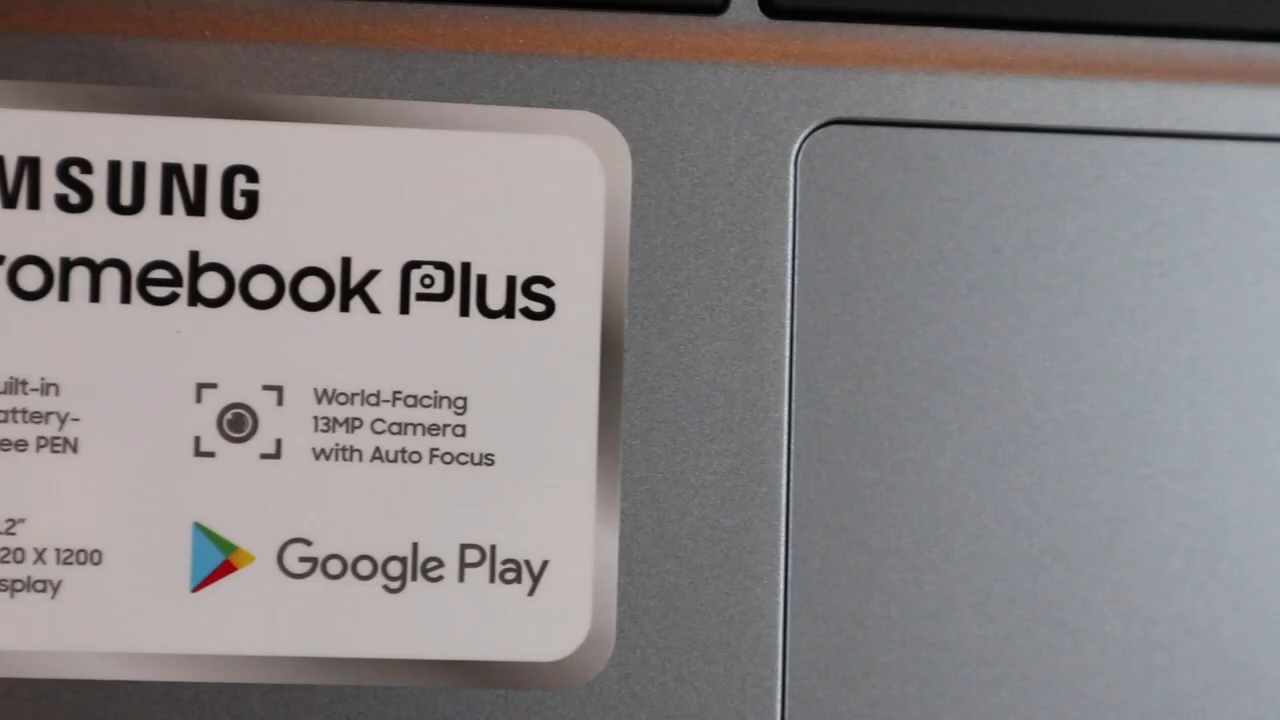 MSUNG
romebook Plus
uilt-in
attery-
ee PEN
World-Facing
13MP Camera
with Auto Focus
.2"
20 X 1200
splay
Google Play